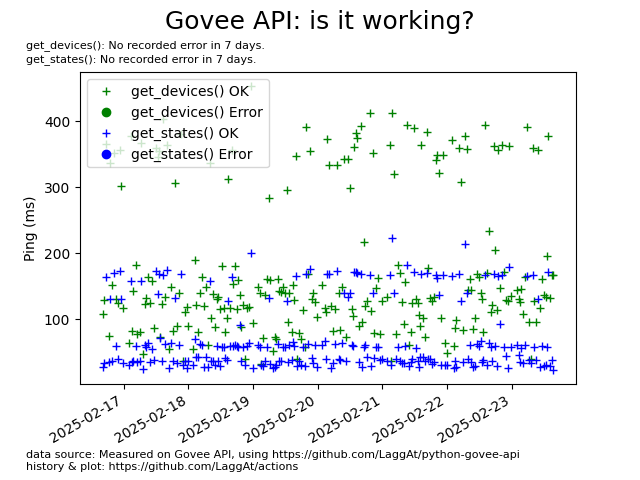 Govee API: is it working?
get_devices(): No recorded error in 7 days.
get_states(): No recorded error in 7 days.
get_devices() OK
get_devices() Error
get_states() OK
get_states() Error
Ping (ms)
400
300
200
100
2025-02-17
2025-02-18
2025-02-19
2025-02-20
2025-02-21
2025-02-22
2025-02-23
data source: Measured on Govee API, using https://github.com/LaggAt/python-govee-api
history & plot: https://github.com/LaggAt/actions